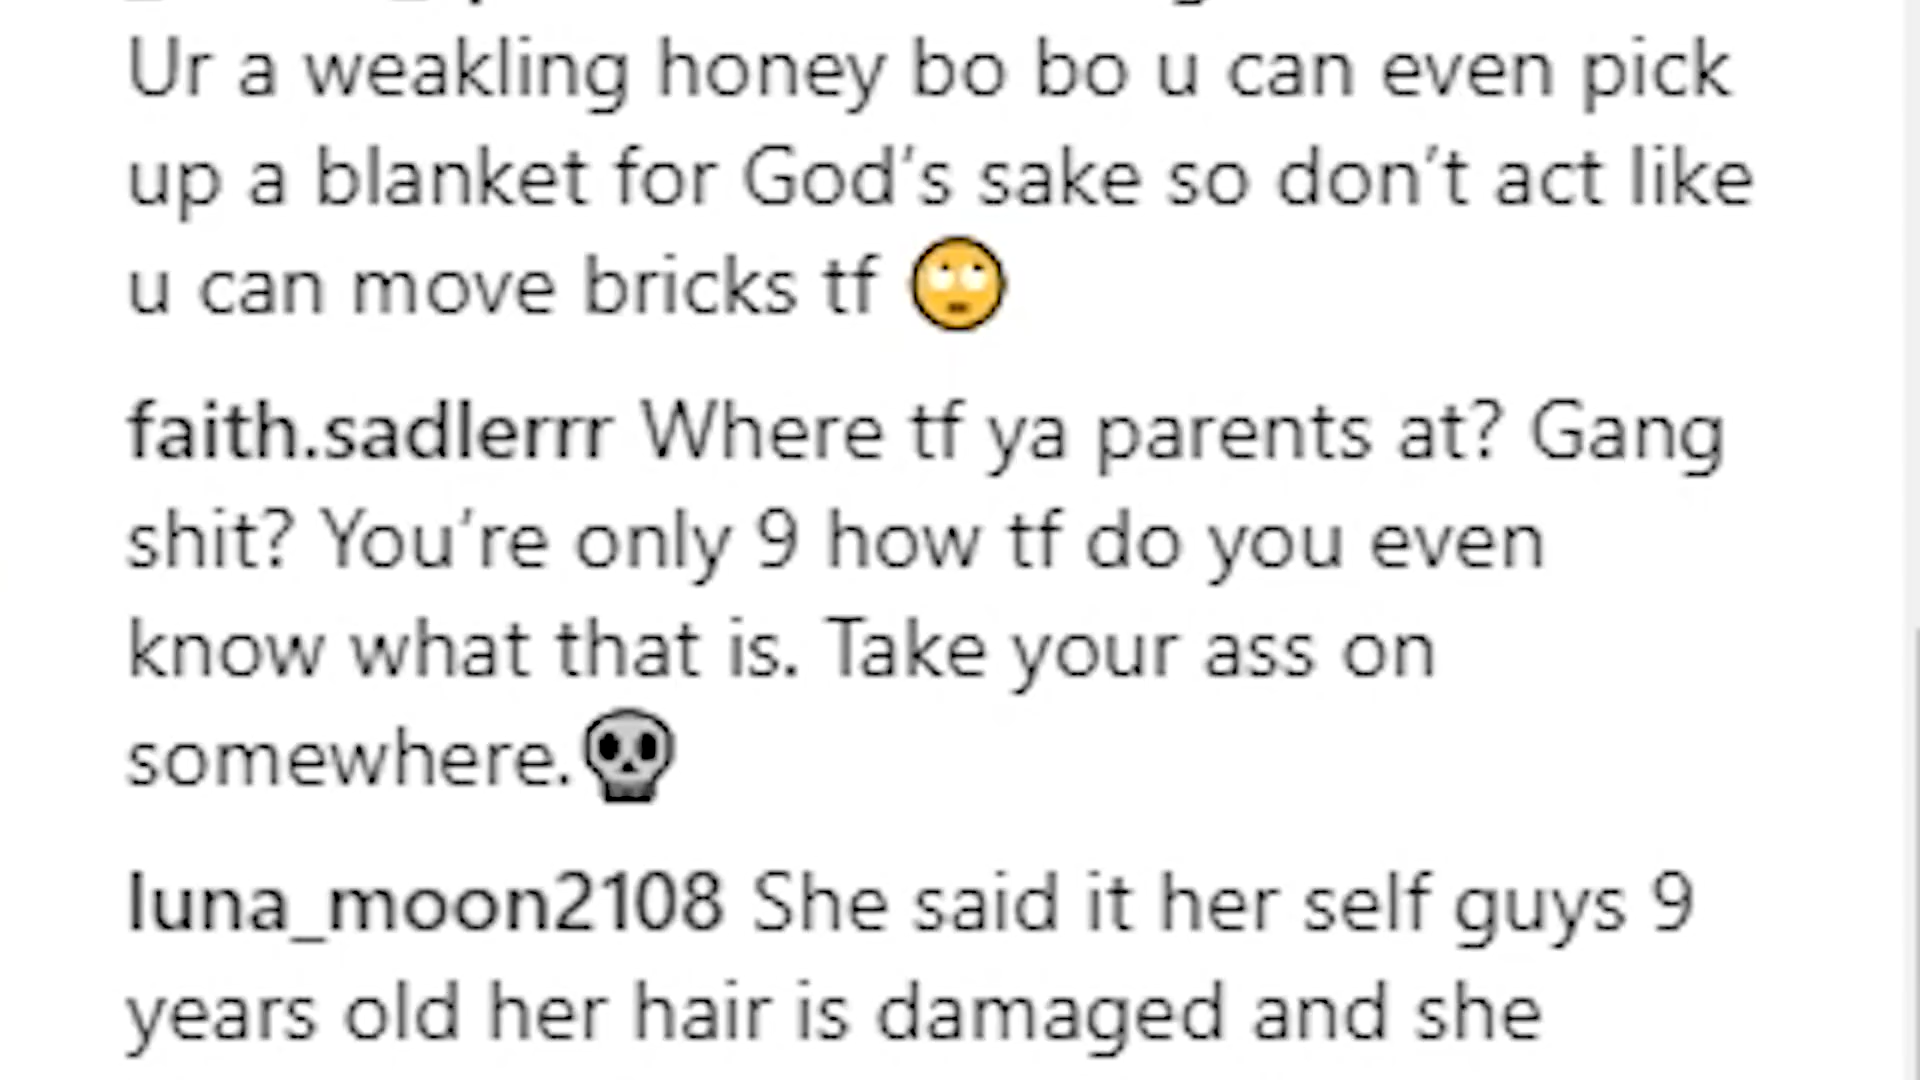 Ur a weakling honey bo bo u can even pick
up a blanket for God's sake so don't act like
u can move bricks tf 🙄
faith.sadlerrr Where tf ya parents at? Gang
shit? You're only 9 how tf do you even
know what that is. Take your ass on
somewhere.💀
luna_moon2108 She said it her self guys 9
years old her hair is damaged and she